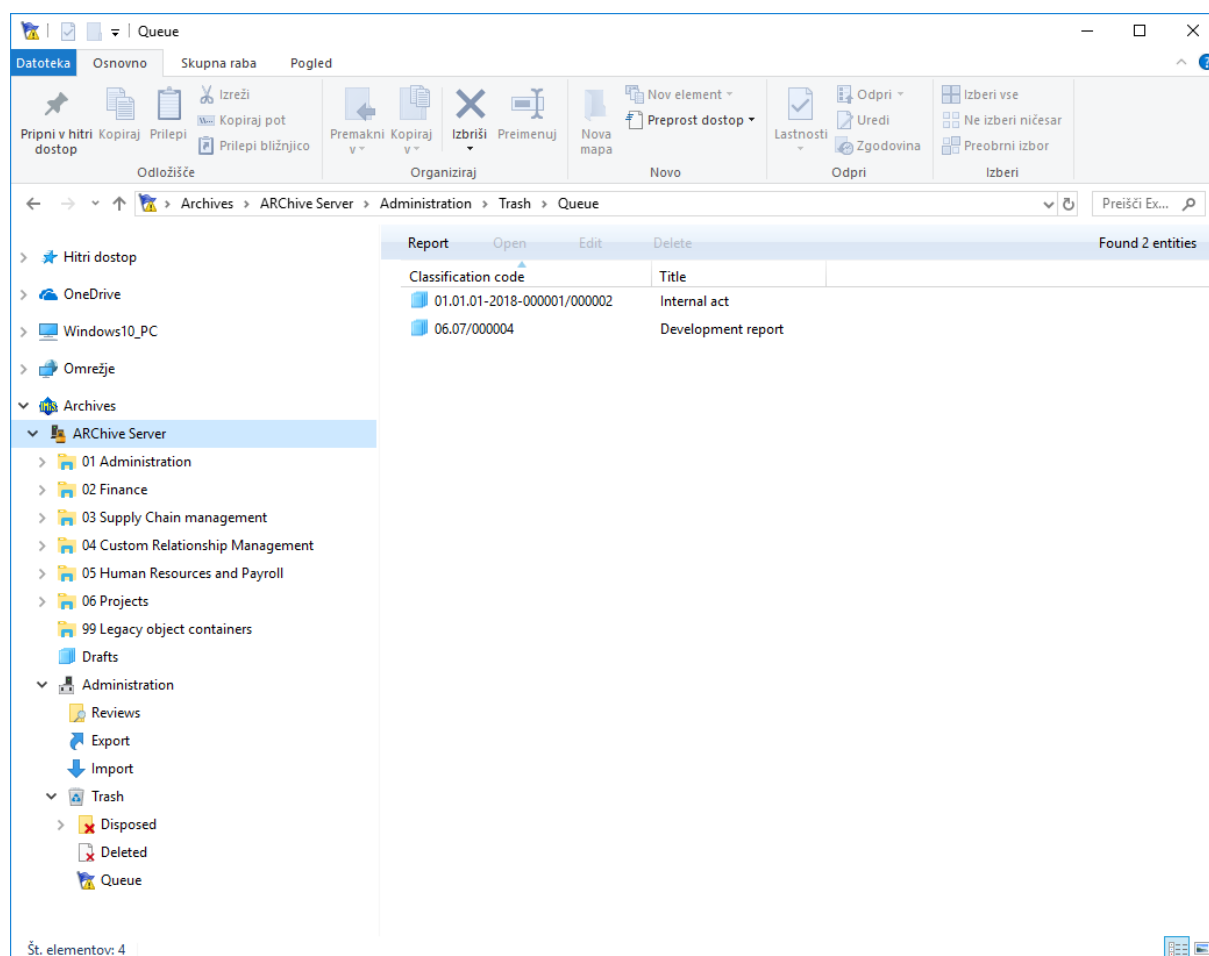 Queue
Datoteka Osnovno Skupna raba Pogled
Pripni v hitri dostop Kopiraj Prilepi Izreži
Kopiraj pot
Prilepi bližnjico
Premakni v Kopiraj v Izbriši Preimenuj Nova mapa
Nov element
Preprost dostop
Lastnosti Odpri
Uredi
Zgodovina
Izberi vse
Ne izberi ničesar
Preobrni izbor
Odložišče Organiziraj Novo Odpri Izberi
Archives > ARChive Server > Administration > Trash > Queue Preišči Ex...
Hitri dostop
OneDrive
Windows10_PC
Omrežje
Archives
ARChive Server
01 Administration
02 Finance
03 Supply Chain management
04 Custom Relationship Management
05 Human Resources and Payroll
06 Projects
99 Legacy object containers
Drafts
Administration
Reviews
Export
Import
Trash
Disposed
Deleted
Queue
Report Open Edit Delete Found 2 entities
Classification code Title
01.01.01-2018-000001/000002 Internal act
06.07/000004 Development report
Št. elementov: 4